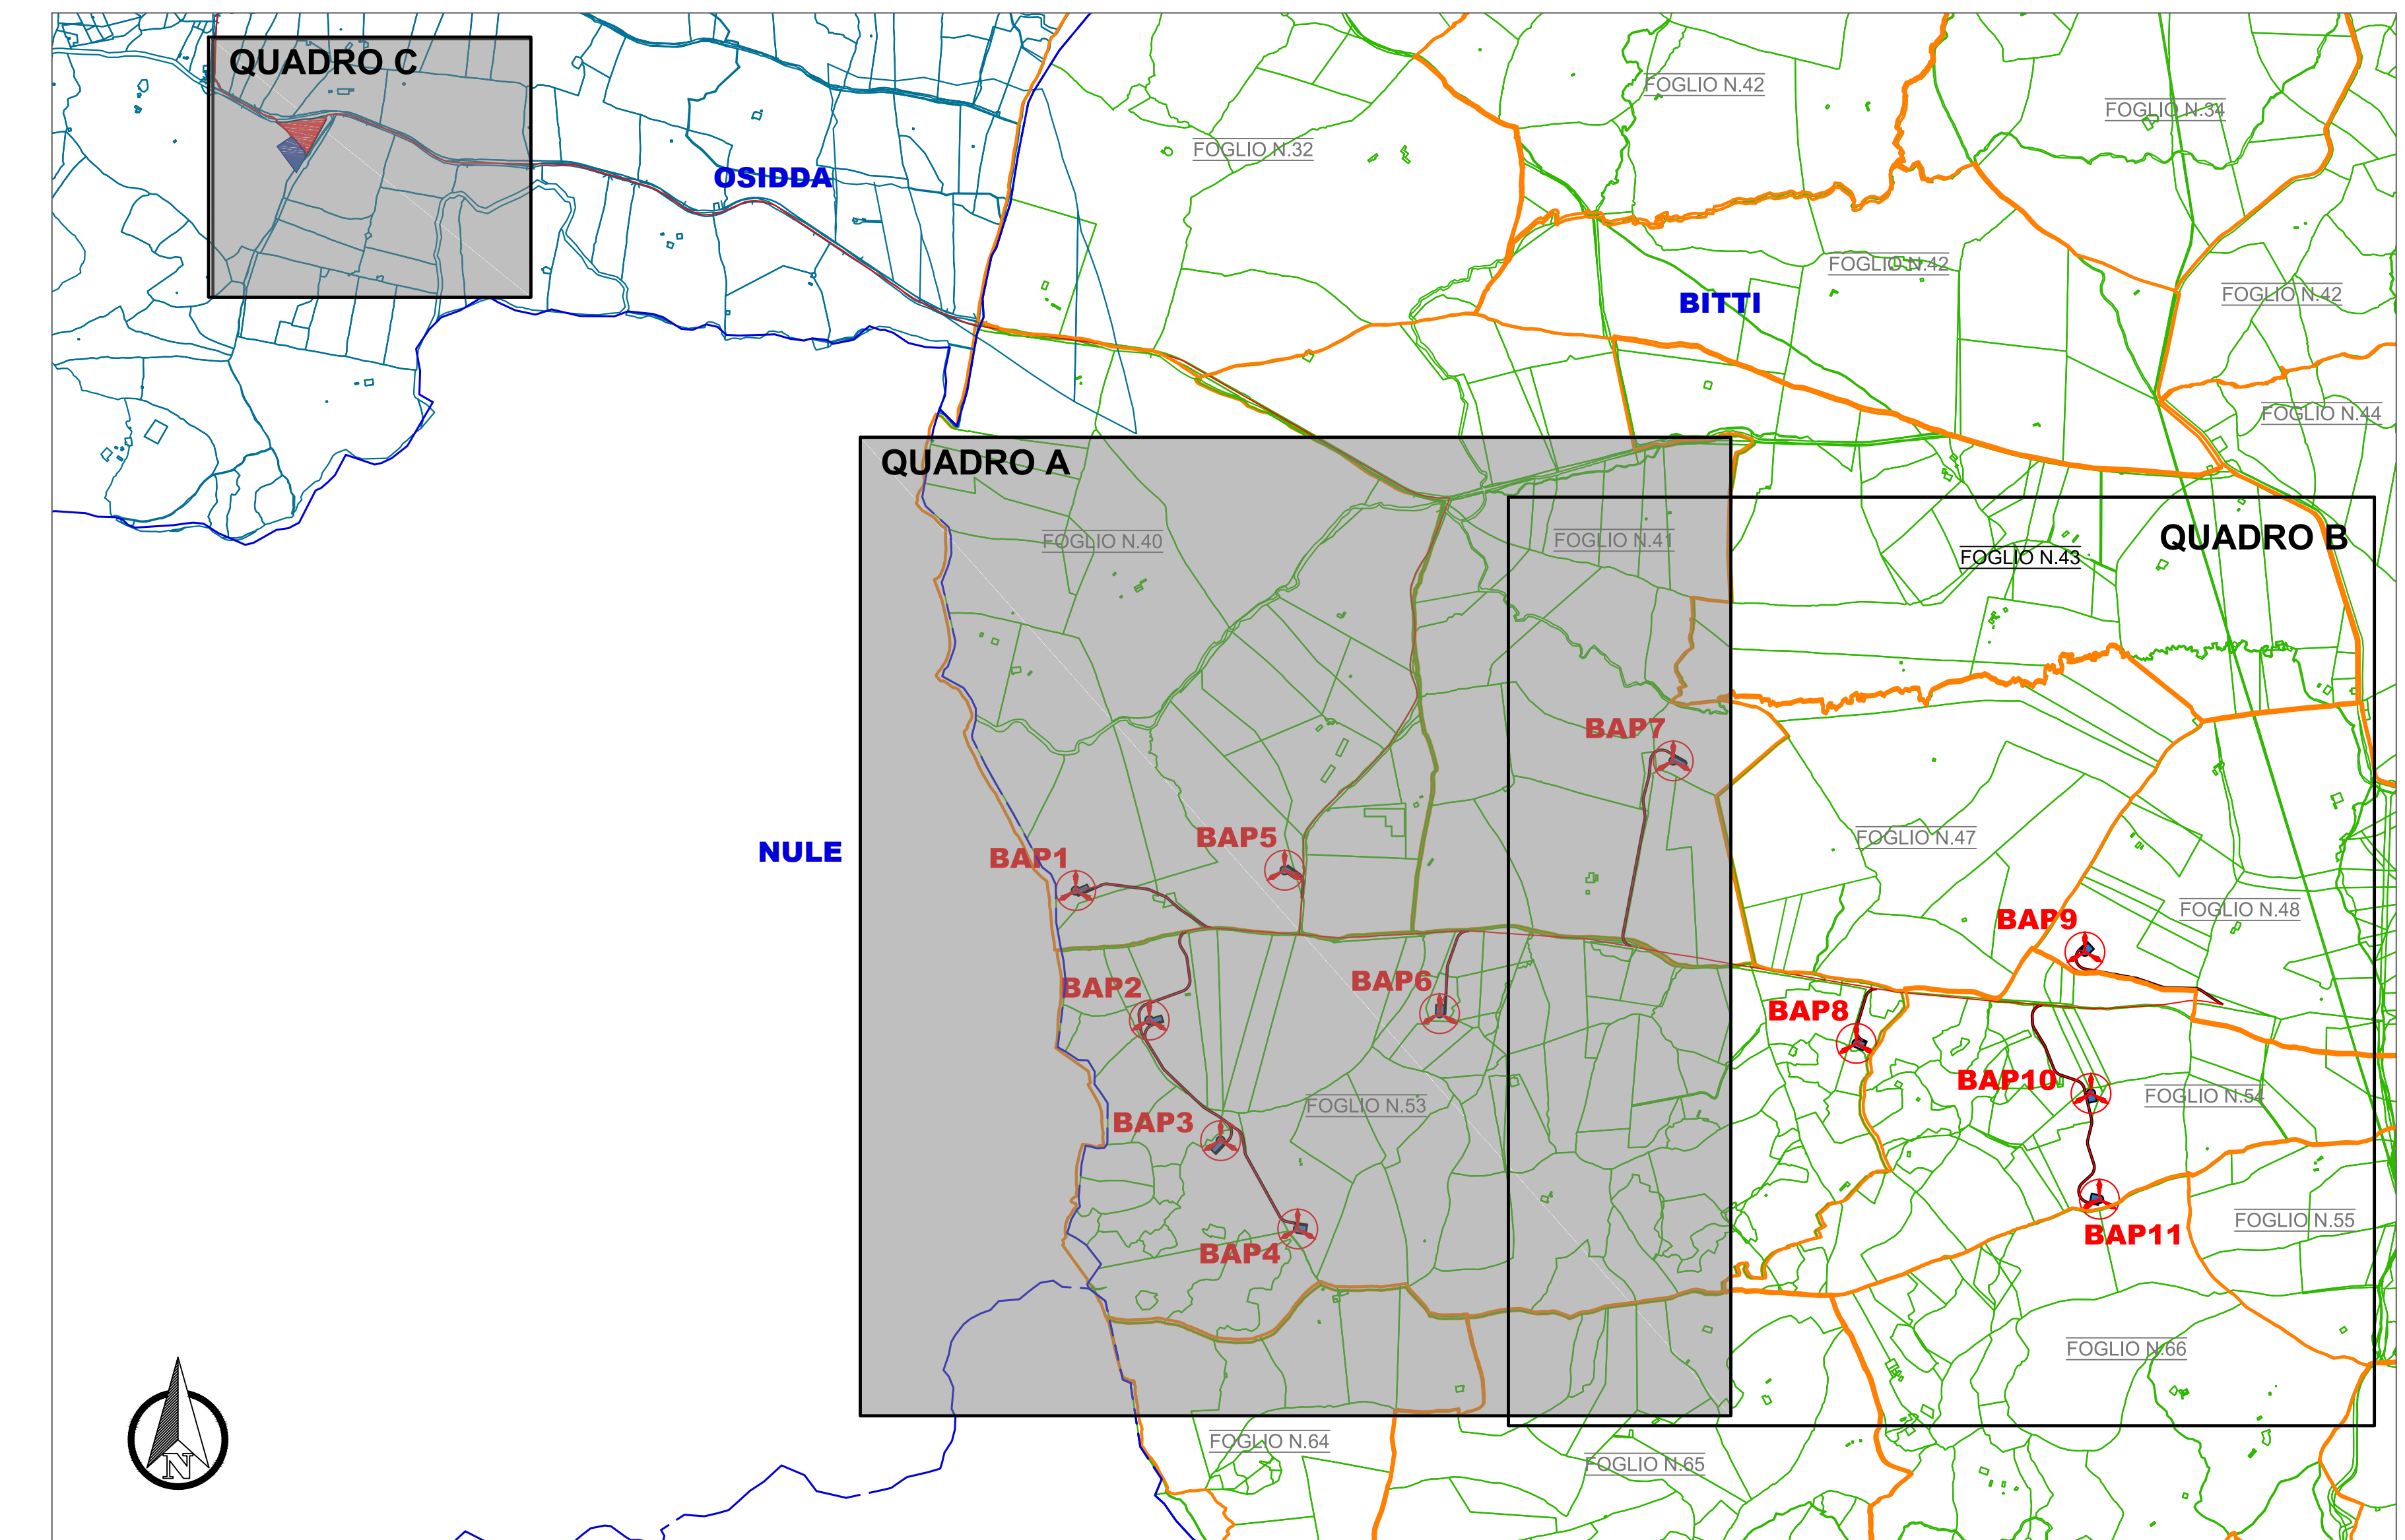 QUADRO C
FOGLIO N.42
FOGLIO N.34
FOGLIO N.32
OSIDDA
FOGLIO N.42
BITTI
FOGLIO N.42
FOGLIO N.44
QUADRO A
FOGLIO N.40
FOGLIO N.41
QUADRO B
FOGLIO N.43
BAP7
BAP5
NULE
BAP1
FOGLIO N.47
BAP9
FOGLIO N.48
BAP2
BAP6
BAP8
BAP10
FOGLIO N.54
FOGLIO N.53
BAP3
BAP4
FOGLIO N.55
BAP11
FOGLIO N.66
FOGLIO N.64
FOGLIO N.65
N